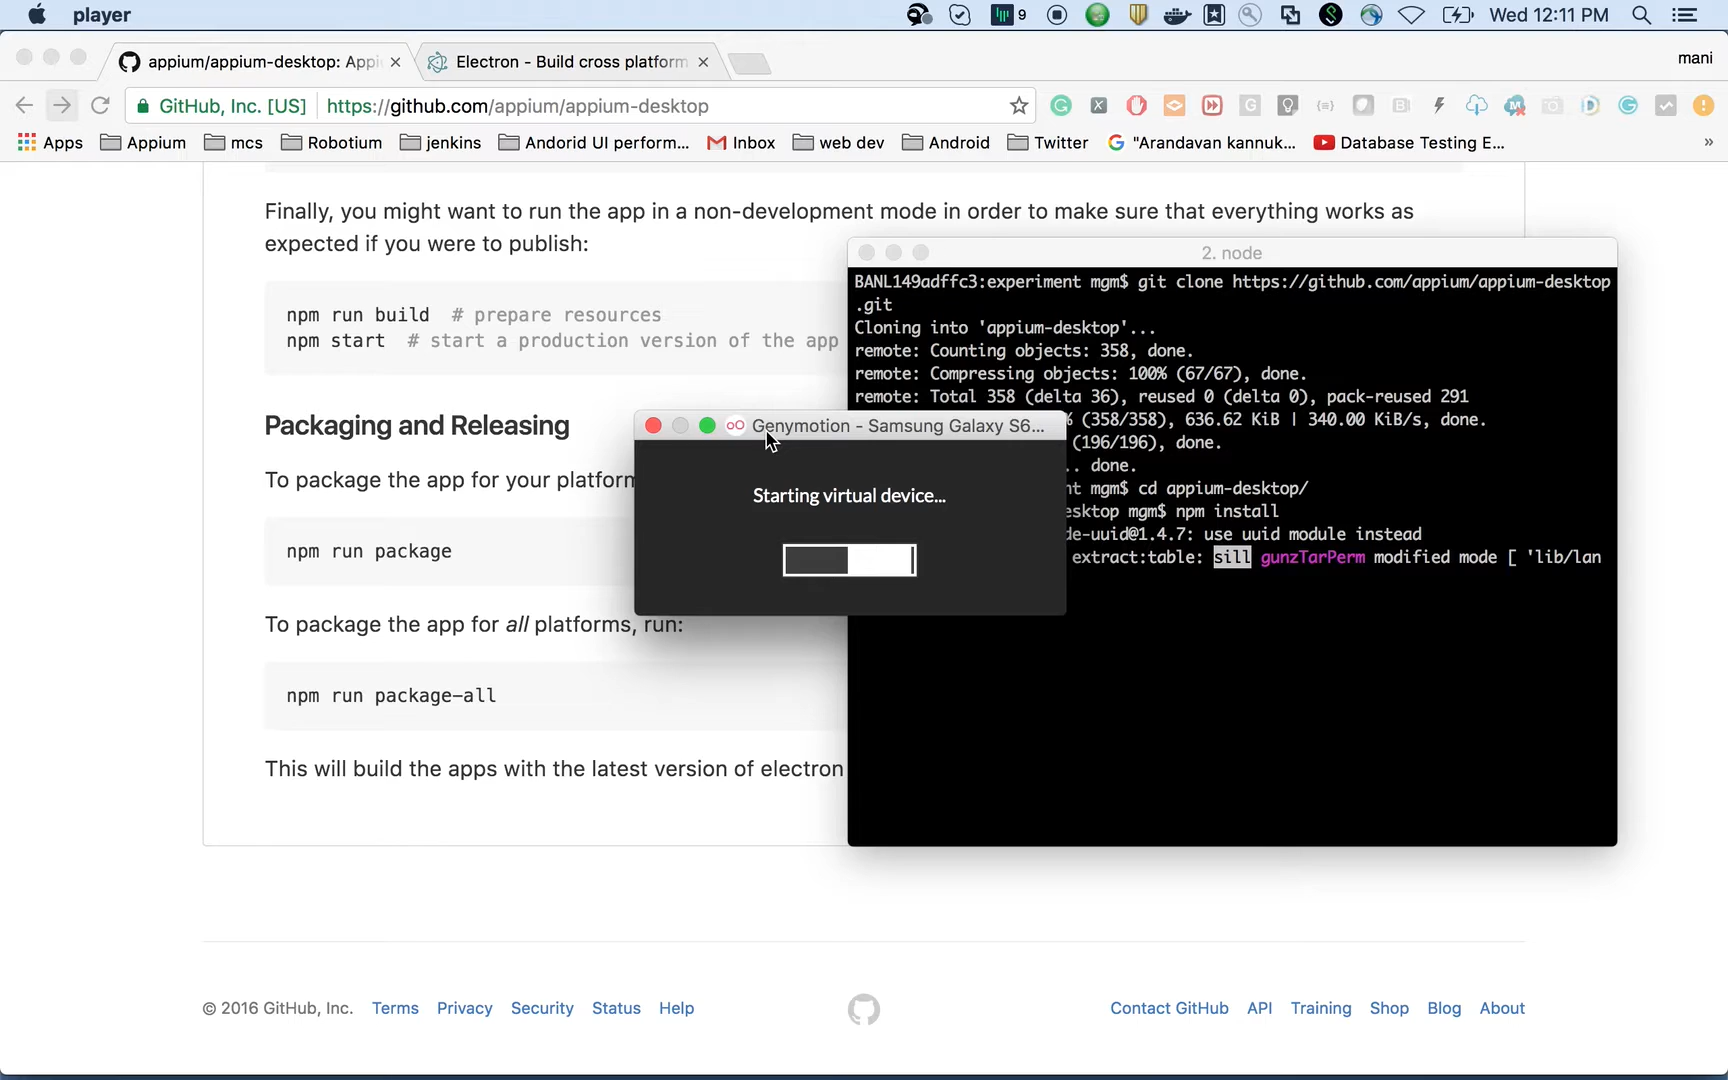 player
9
Wed 12:11 PM
appium/appium-desktop: Appi
Electron - Build cross platform
mani
GitHub, Inc. [US]
https://github.com/appium/appium-desktop
Apps
Appium
mcs
Robotium
jenkins
Andorid UI perform...
Inbox
web dev
Android
Twitter
"Arandavan kannuk...
Database Testing E...
»
Finally, you might want to run the app in a non-development mode in order to make sure that everything works as
expected if you were to publish:
npm run build # prepare resources
npm start # start a production version of the app
Packaging and Releasing
To package the app for your platform
npm run package
To package the app for all platforms, run:
npm run package-all
This will build the apps with the latest version of electron
2. node
BANL149adffc3:experiment mgm$ git clone https://github.com/appium/appium-desktop
.git
Cloning into 'appium-desktop'...
remote: Counting objects: 358, done.
remote: Compressing objects: 100% (67/67), done.
remote: Total 358 (delta 36), reused 0 (delta 0), pack-reused 291
% (358/358), 636.62 KiB | 340.00 KiB/s, done.
(196/196), done.
.. done.
nt mgm$ cd appium-desktop/
sktop mgm$ npm install
de-uuid@1.4.7: use uuid module instead
extract:table: sill gunzTarPerm modified mode [ 'lib/lan
Genymotion - Samsung Galaxy S6...
Starting virtual device...
© 2016 GitHub, Inc.
Terms
Privacy
Security
Status
Help
Contact GitHub
API
Training
Shop
Blog
About